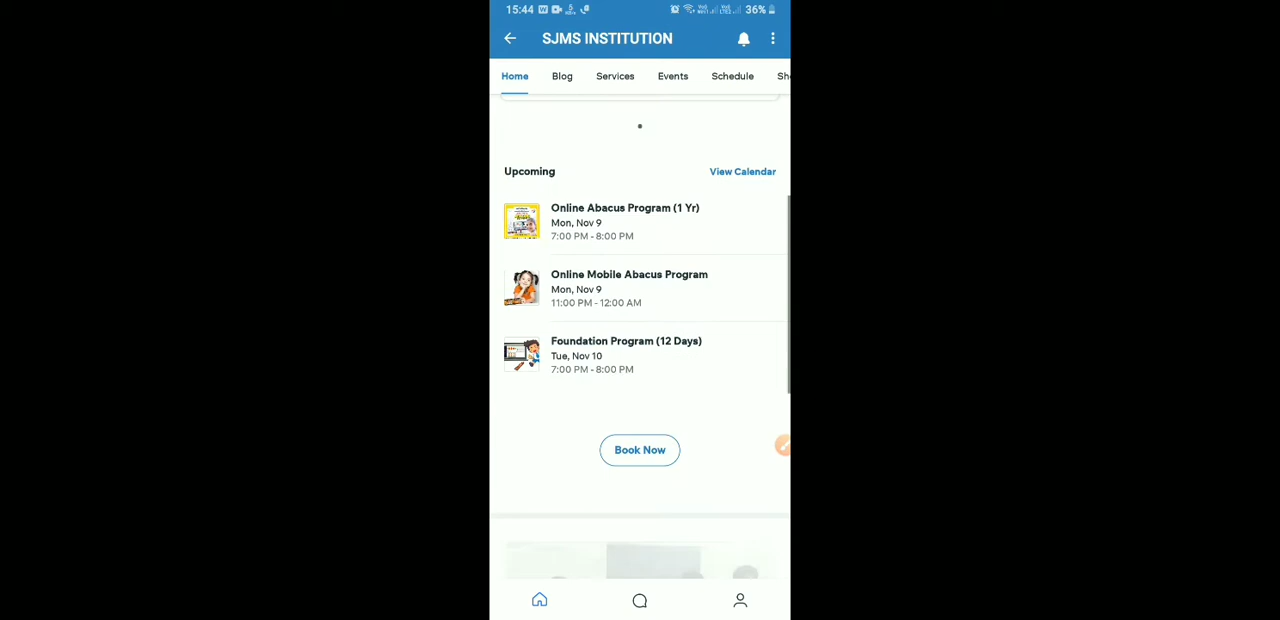 15:44 36%
SJMS INSTITUTION
Home Blog Services Events Schedule Sh
Upcoming View Calendar
Online Abacus Program (1 Yr)
Mon, Nov 9
7:00 PM - 8:00 PM
Online Mobile Abacus Program
Mon, Nov 9
11:00 PM - 12:00 AM
Foundation Program (12 Days)
Tue, Nov 10
7:00 PM - 8:00 PM
Book Now